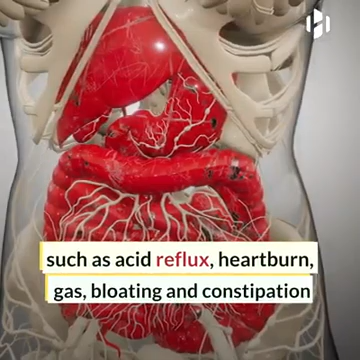 such as acid reflux, heartburn,
gas, bloating and constipation